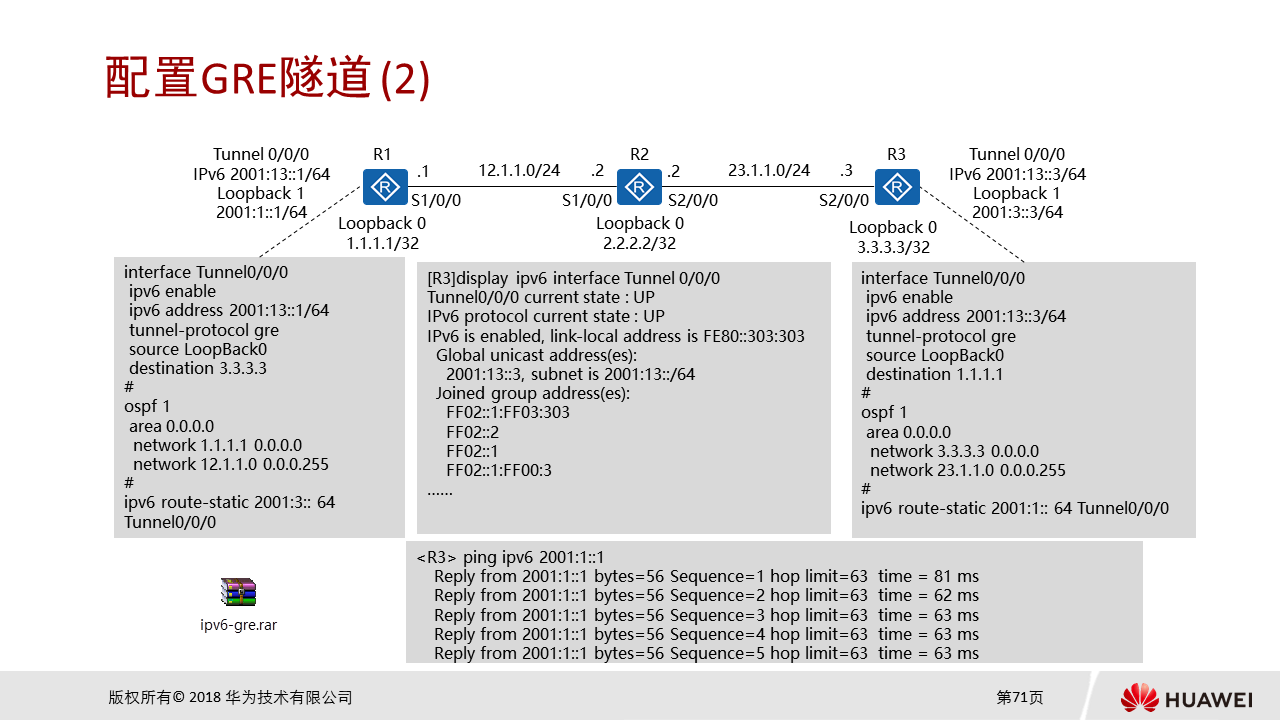 配置GRE隧道 (2)
Tunnel 0/0/0
IPv6 2001:13::1/64
Loopback 1
2001:1::1/64
R1
.1
12.1.1.0/24
.2
R2
.2
23.1.1.0/24
.3
R3
Tunnel 0/0/0
IPv6 2001:13::3/64
Loopback 1
2001:3::3/64
R
R
R
S1/0/0
S1/0/0
S2/0/0
S2/0/0
Loopback 0
1.1.1.1/32
Loopback 0
2.2.2.2/32
Loopback 0
3.3.3.3/32
interface Tunnel0/0/0
ipv6 enable
ipv6 address 2001:13::1/64
tunnel-protocol gre
source LoopBack0
destination 3.3.3.3
#
ospf 1
area 0.0.0.0
network 1.1.1.1 0.0.0.0
network 12.1.1.0 0.0.0.255
#
ipv6 route-static 2001:3:: 64
Tunnel0/0/0
[R3]display ipv6 interface Tunnel 0/0/0
Tunnel0/0/0 current state : UP
IPv6 protocol current state : UP
IPv6 is enabled, link-local address is FE80::303:303
Global unicast address(es):
2001:13::3, subnet is 2001:13::/64
Joined group address(es):
FF02::1:FF03:303
FF02::2
FF02::1
FF02::1:FF00:3
......
interface Tunnel0/0/0
ipv6 enable
ipv6 address 2001:13::3/64
tunnel-protocol gre
source LoopBack0
destination 1.1.1.1
#
ospf 1
area 0.0.0.0
network 3.3.3.3 0.0.0.0
network 23.1.1.0 0.0.0.255
#
ipv6 route-static 2001:1:: 64 Tunnel0/0/0
<R3> ping ipv6 2001:1::1
Reply from 2001:1::1 bytes=56 Sequence=1 hop limit=63 time = 81 ms
Reply from 2001:1::1 bytes=56 Sequence=2 hop limit=63 time = 62 ms
Reply from 2001:1::1 bytes=56 Sequence=3 hop limit=63 time = 63 ms
Reply from 2001:1::1 bytes=56 Sequence=4 hop limit=63 time = 63 ms
Reply from 2001:1::1 bytes=56 Sequence=5 hop limit=63 time = 63 ms
ipv6-gre.rar
版权所有© 2018 华为技术有限公司
第71页
HUAWEI